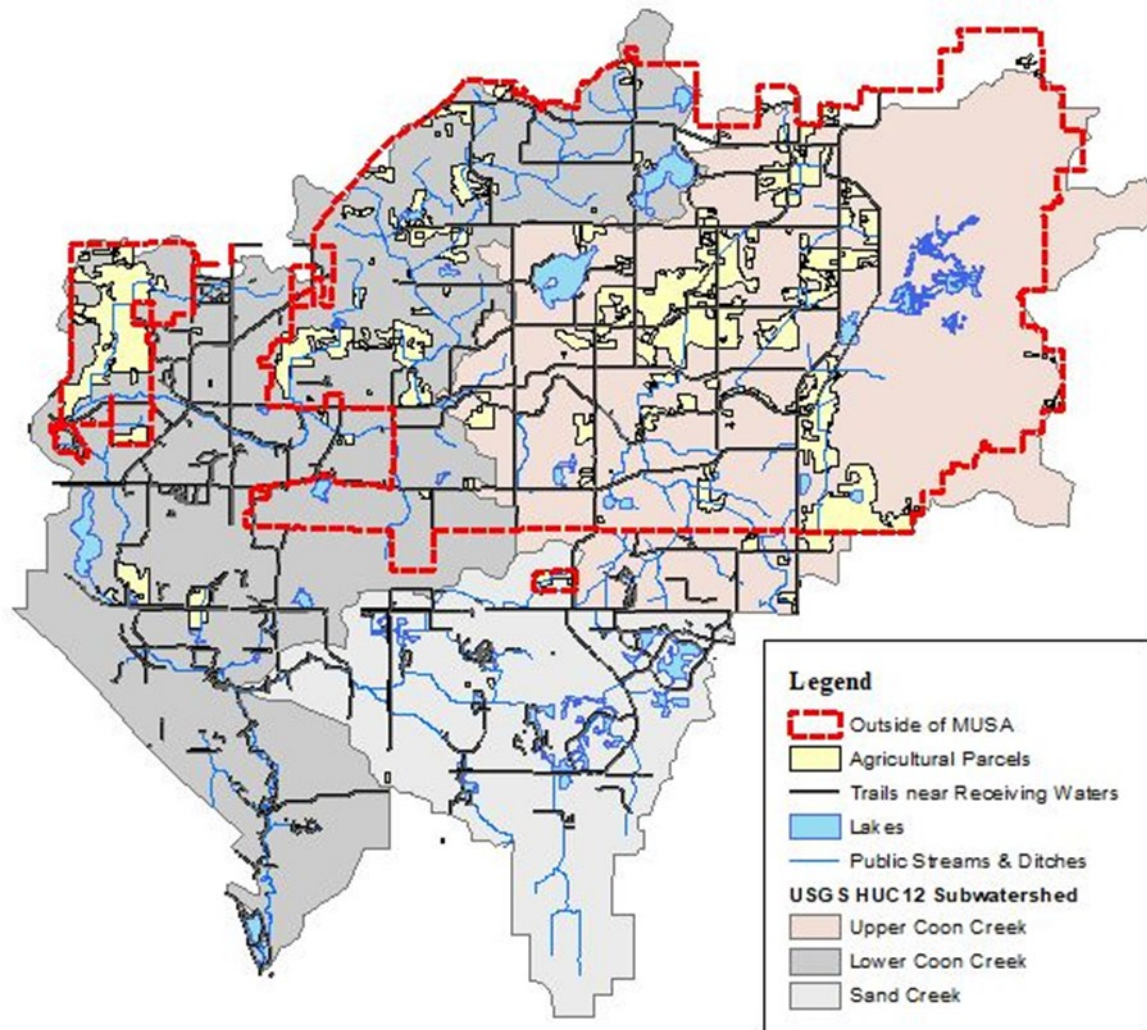 Legend
Outside of MUSA
Agricultural Parcels
Trails near Receiving Waters
Lakes
Public Streams & Ditches
USGS HUC12 Subwatershed
Upper Coon Creek
Lower Coon Creek
Sand Creek